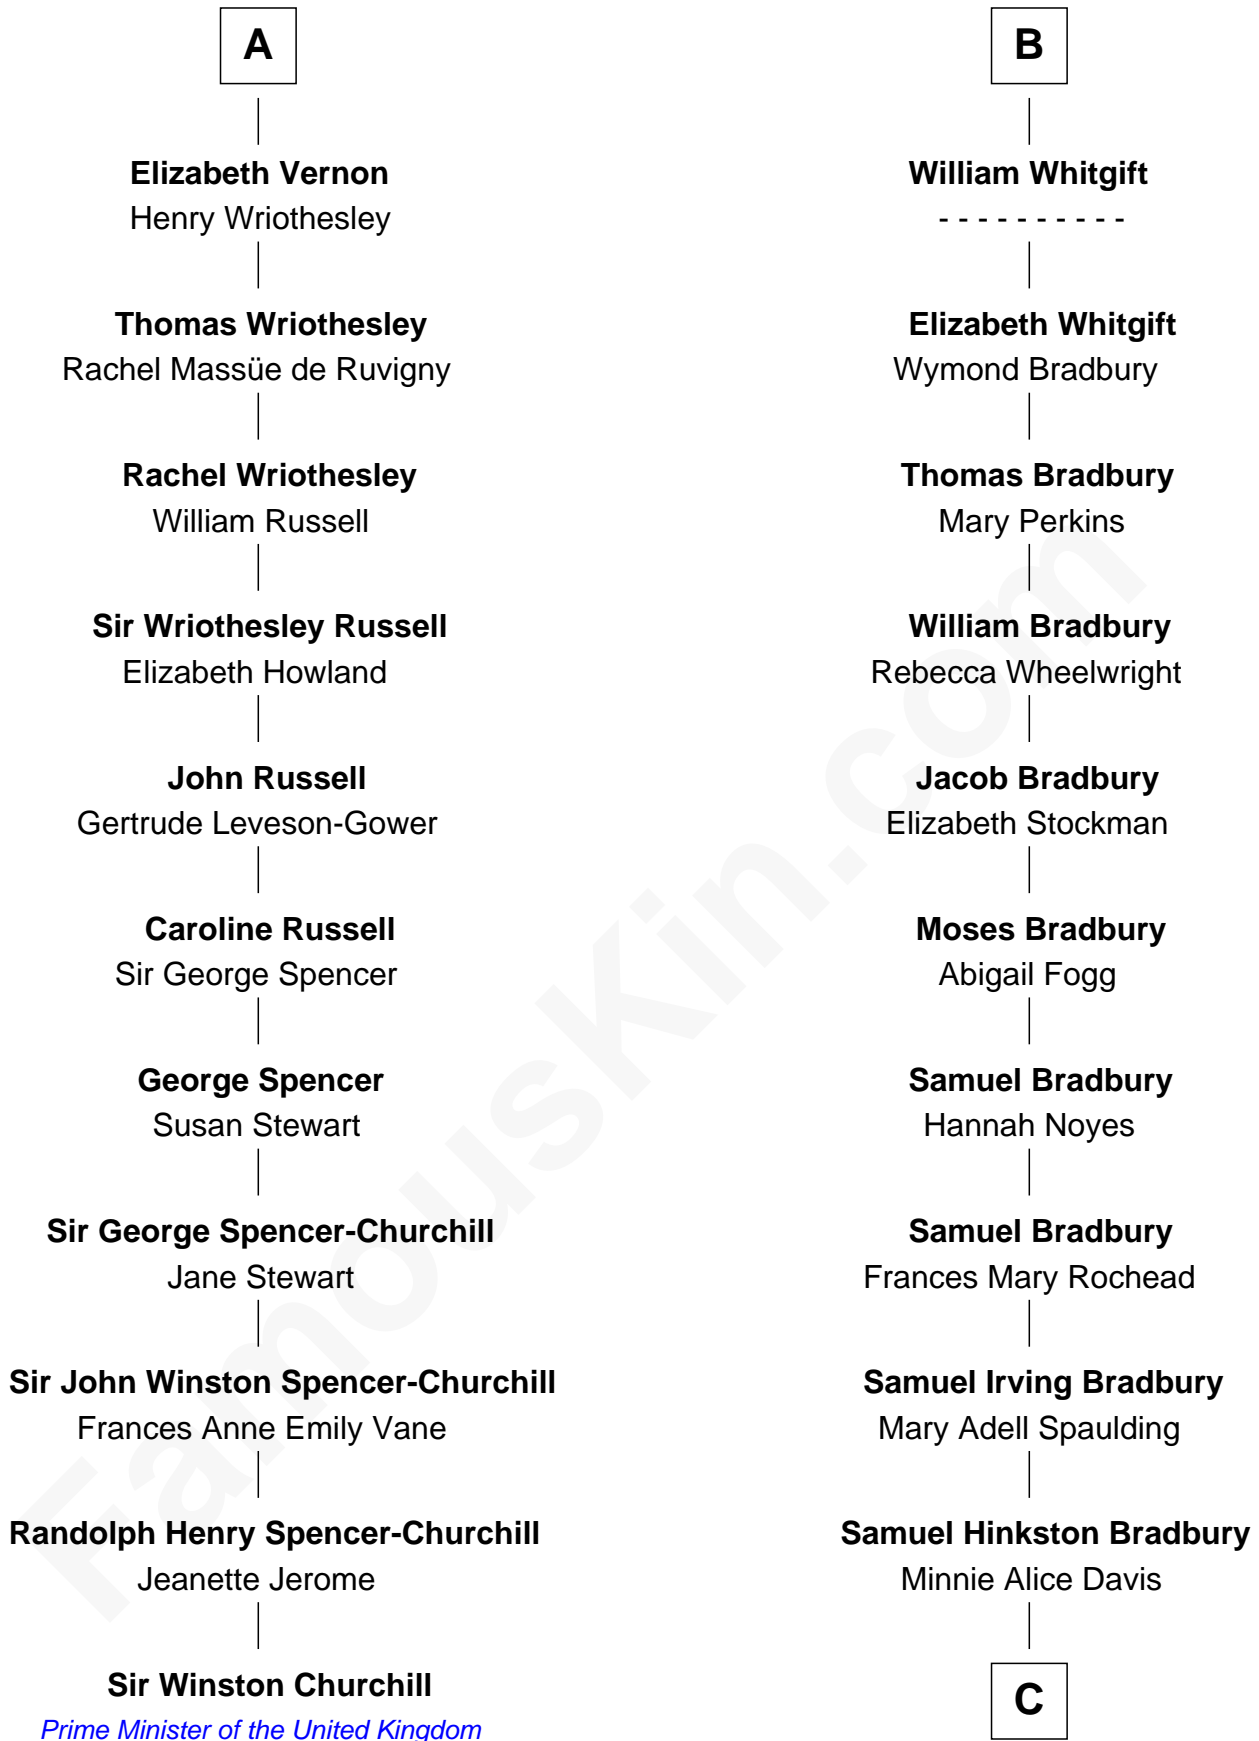 A
Elizabeth Vernon
Henry Wriothesley
Thomas Wriothesley
Rachel Massüe de Ruvigny
Rachel Wriothesley
William Russell
Sir Wriothesley Russell
Elizabeth Howland
John Russell
Gertrude Leveson-Gower
Caroline Russell
Sir George Spencer
George Spencer
Susan Stewart
Sir George Spencer-Churchill
Jane Stewart
Sir John Winston Spencer-Churchill
Frances Anne Emily Vane
Randolph Henry Spencer-Churchill
Jeanette Jerome
Sir Winston Churchill
Prime Minister of the United Kingdom
B
William Whitgift
- - - - - - - - - -
Elizabeth Whitgift
Wymond Bradbury
Thomas Bradbury
Mary Perkins
William Bradbury
Rebecca Wheelwright
Jacob Bradbury
Elizabeth Stockman
Moses Bradbury
Abigail Fogg
Samuel Bradbury
Hannah Noyes
Samuel Bradbury
Frances Mary Rochead
Samuel Irving Bradbury
Mary Adell Spaulding
Samuel Hinkston Bradbury
Minnie Alice Davis
C
FamousKin.com